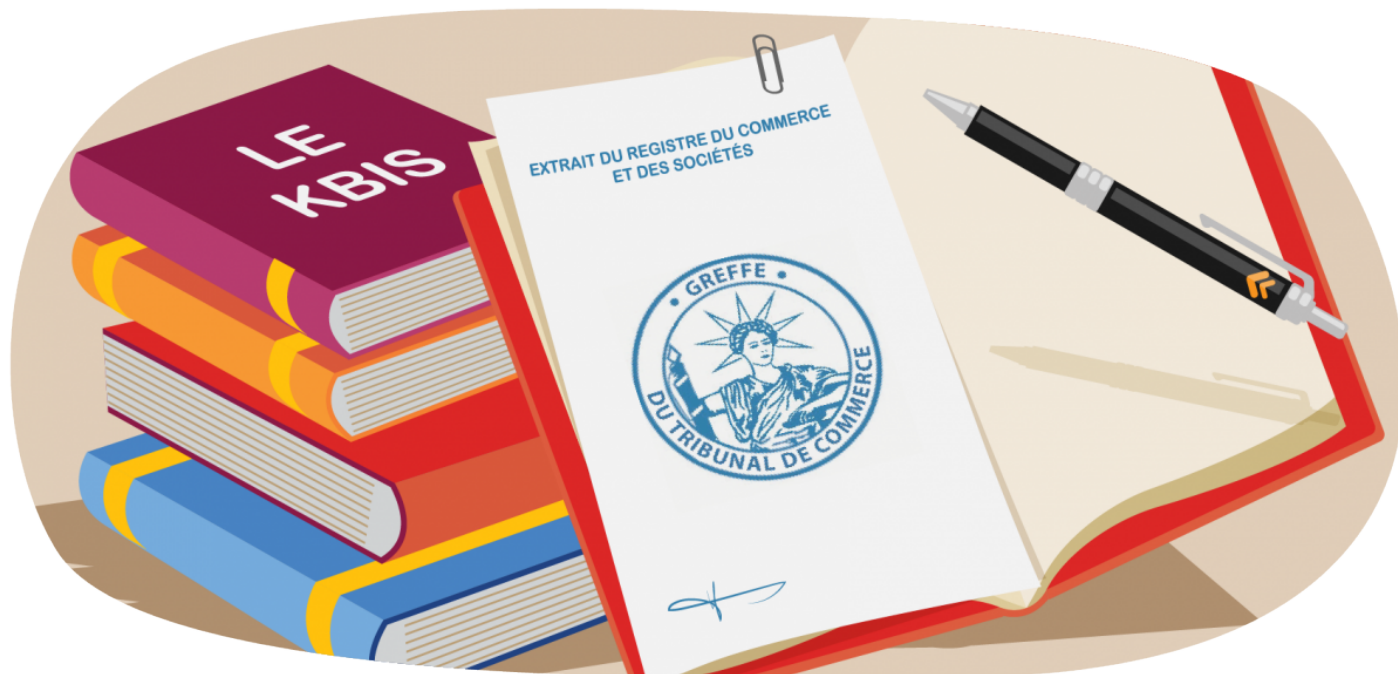 LE
KBIS
EXTRAIT DU REGISTRE DU COMMERCE
ET DES SOCIÉTÉS
• GREFFE •
DU TRIBUNAL DE COMMERCE